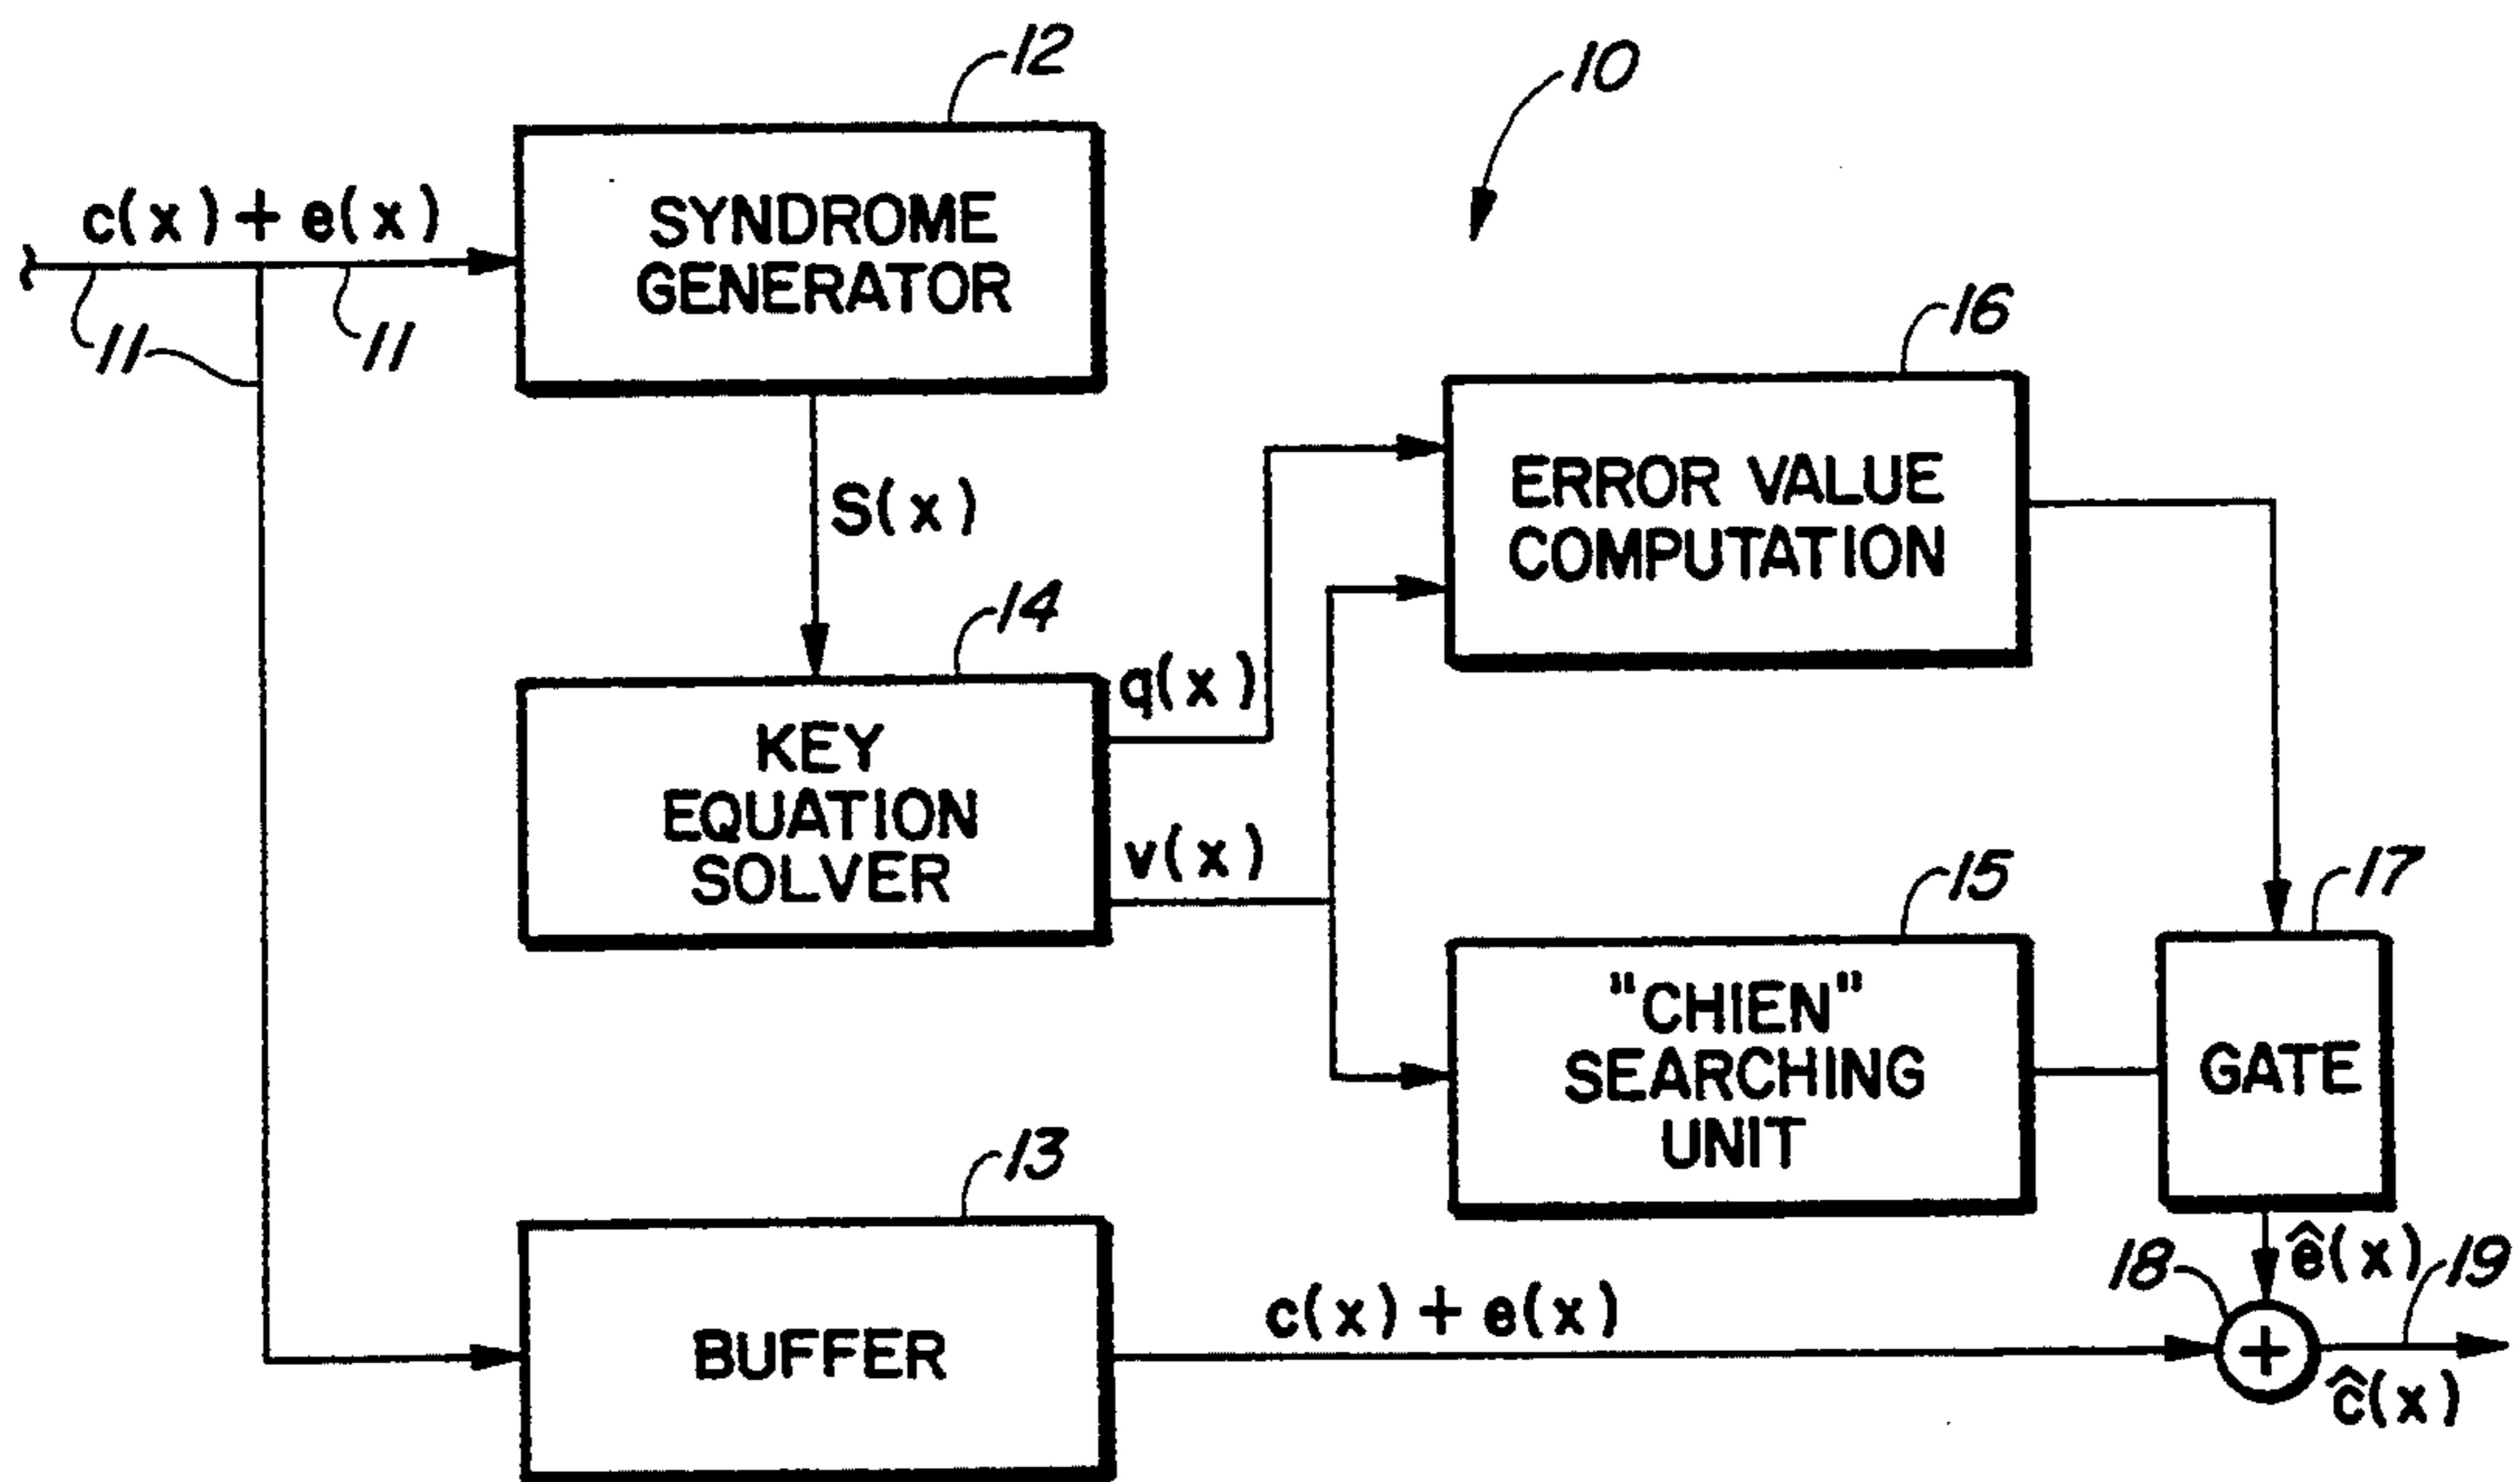 12
10
c(x) + e(x)
SYNDROME
GENERATOR
11
11
16
S(x)
ERROR VALUE
COMPUTATION
14
q(x)
KEY
EQUATION
SOLVER
v(x)
15
17
"CHIEN"
SEARCHING
UNIT
GATE
13
18
ê(x)
19
c(x) + e(x)
BUFFER
+
ĉ(x)